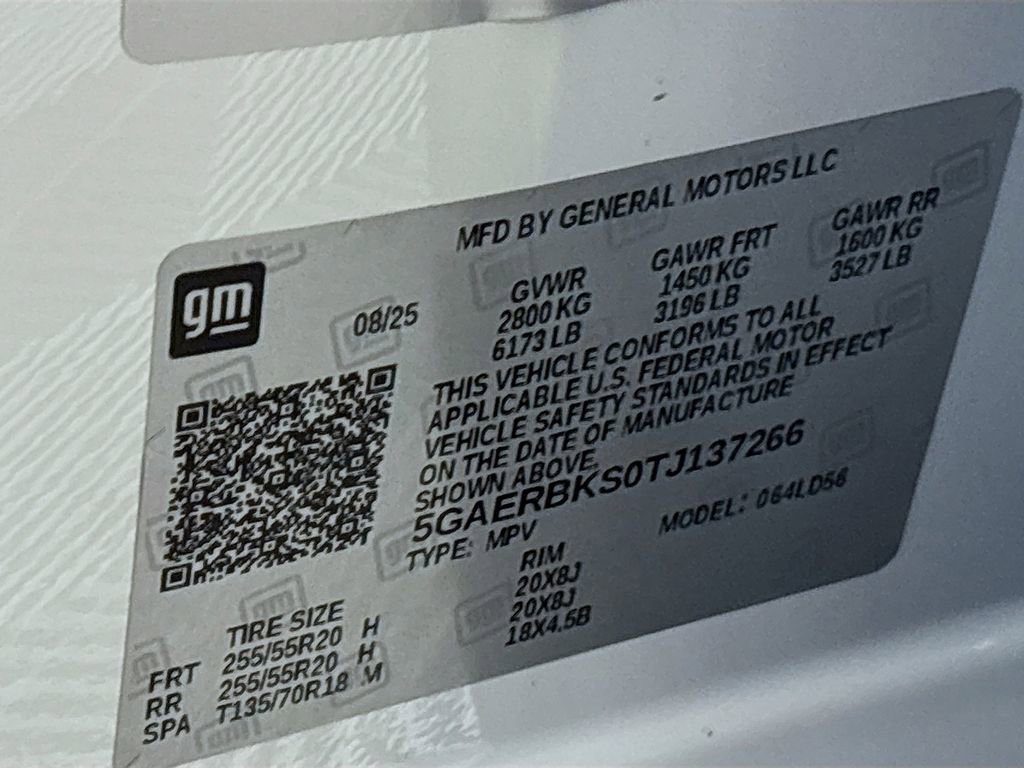 gm
MFD BY GENERAL MOTORS LLC
08/25
GVWR GAWR FRT GAWR RR
2800 KG 1450 KG 1600 KG
6173 LB 3196 LB 3527 LB
THIS VEHICLE CONFORMS TO ALL
APPLICABLE U.S. FEDERAL MOTOR
VEHICLE SAFETY STANDARDS IN EFFECT
ON THE DATE OF MANUFACTURE
SHOWN ABOVE
5GAERBKS0TJ137266
TYPE: MPV MODEL: 064LD56
TIRE SIZE RIM
FRT 255/55R20 H 20X8J
RR 255/55R20 H 20X8J
SPA T135/70R18 M 18X4.5B